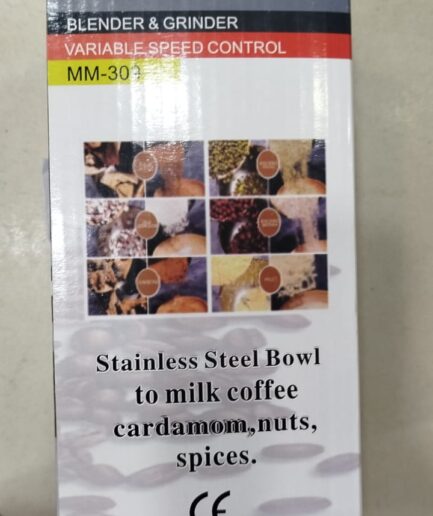 BLENDER & GRINDER
VARIABLE SPEED CONTROL
Stainless Steel Bowl
to milk coffee
cardamom,nuts,
spices.
CE